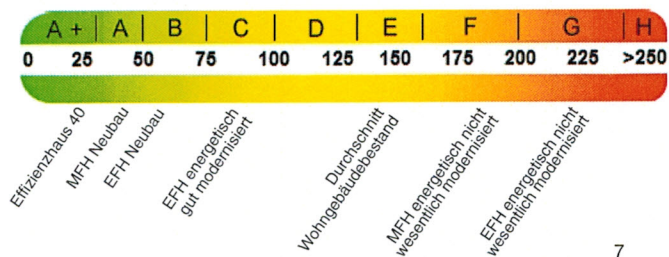 A+ | A | B | C | D | E | F | G | H
0 25 50 75 100 125 150 175 200 225 >250
Effizienzhaus 40
MFH Neubau
EFH Neubau
EFH energetisch
gut modernisiert
Durchschnitt
Wohngebäudebestand
MFH energetisch nicht
wesentlich modernisiert
EFH energetisch nicht
wesentlich modernisiert
7